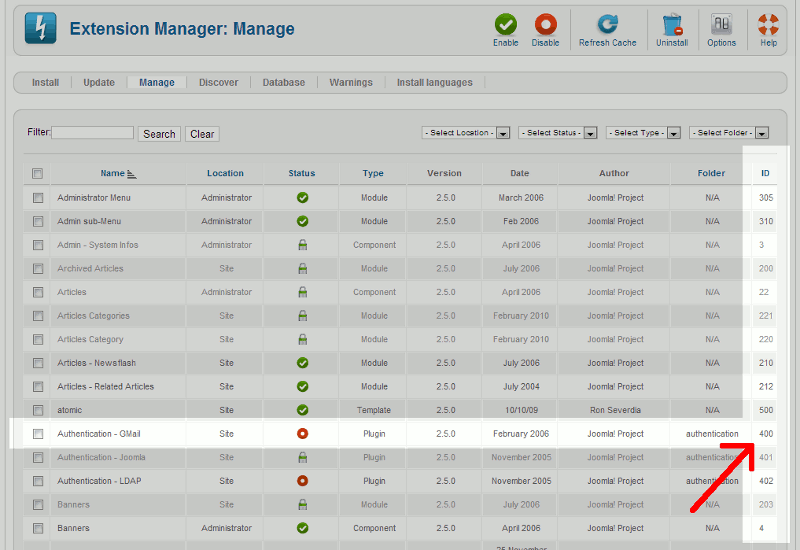 Extension Manager: Manage
Enable Disable Refresh Cache Uninstall Options Help
Install Update Manage Discover Database Warnings Install languages
Filter: Search Clear - Select Location - - Select Status - - Select Type - - Select Folder -
Name Location Status Type Version Date Author Folder ID
Administrator Menu Administrator Module 2.5.0 March 2006 Joomla! Project N/A 305
Admin sub-Menu Administrator Module 2.5.0 Feb 2006 Joomla! Project N/A 310
Admin - System Infos Administrator Component 2.5.0 April 2006 Joomla! Project N/A 3
Archived Articles Site Module 2.5.0 July 2006 Joomla! Project N/A 200
Articles Administrator Component 2.5.0 April 2006 Joomla! Project N/A 22
Articles Categories Site Module 2.5.0 February 2010 Joomla! Project N/A 221
Articles Category Site Module 2.5.0 February 2010 Joomla! Project N/A 220
Articles - Newsflash Site Module 2.5.0 July 2006 Joomla! Project N/A 210
Articles - Related Articles Site Module 2.5.0 July 2004 Joomla! Project N/A 212
atomic Site Template 2.5.0 10/10/09 Ron Severdia N/A 500
Authentication - GMail Site Plugin 2.5.0 February 2006 Joomla! Project authentication 400
Authentication - Joomla Site Plugin 2.5.0 November 2005 Joomla! Project authentication 401
Authentication - LDAP Site Plugin 2.5.0 November 2005 Joomla! Project authentication 402
Banners Site Module 2.5.0 July 2006 Joomla! Project N/A 203
Banners Administrator Component 2.5.0 April 2006 Joomla! Project N/A 4
25 November